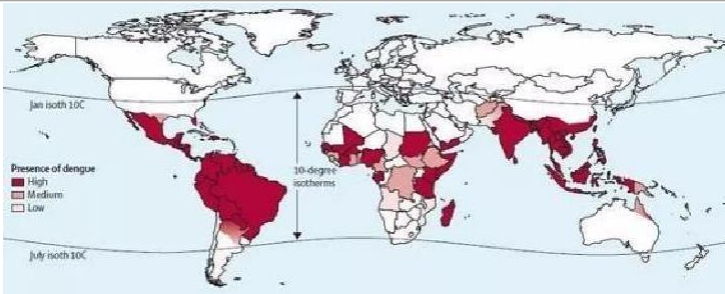 Jan isoth 10C
10-degree
isotherms
Presence of dengue
High
Medium
Low
July isoth 10C